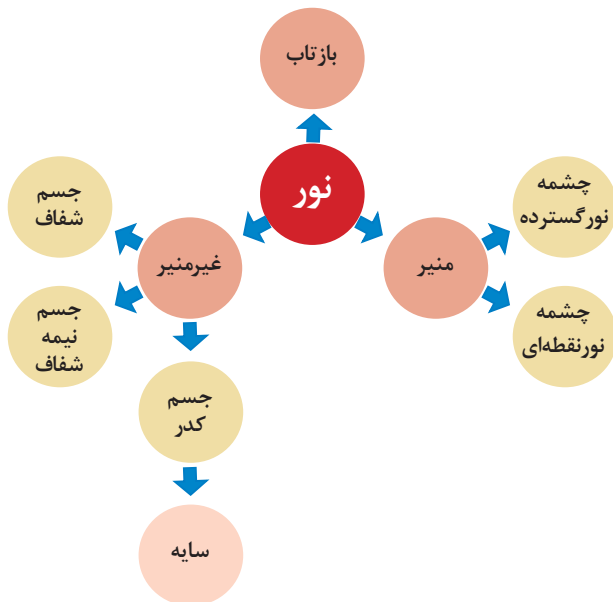 بازتاب
نور
چشمه
نورگسترده
جسم
شفاف
منیر
غیرمنیر
چشمه
نورنقطه‌ای
جسم
نیمه
شفاف
جسم
کدر
سایه